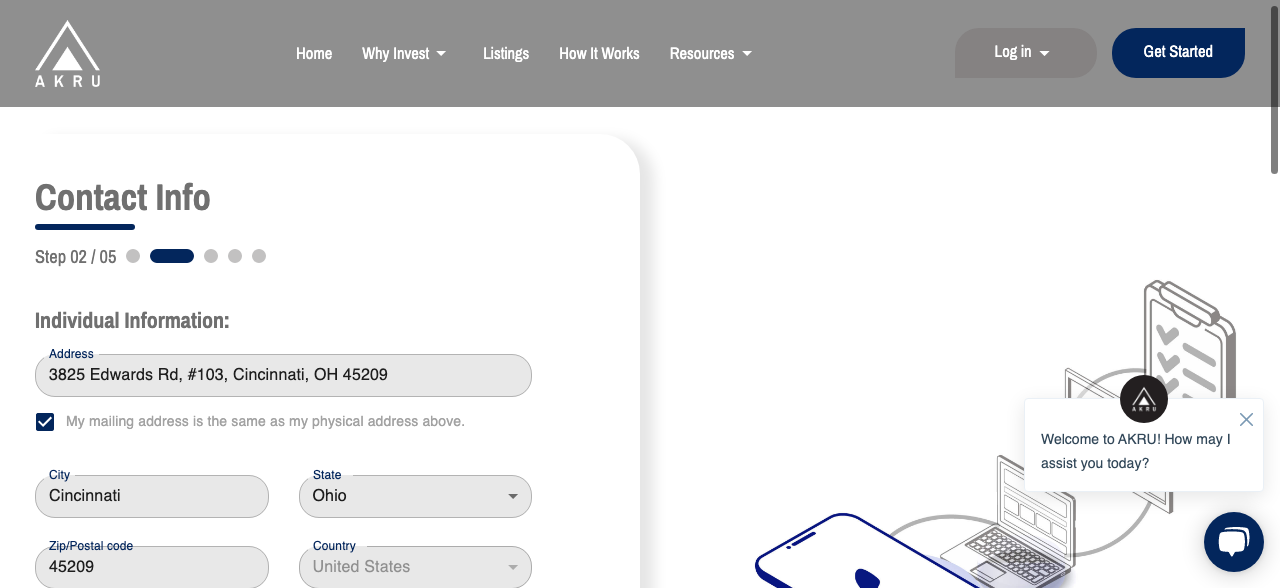 AKRU
Home
Why Invest
Listings
How It Works
Resources
Log in
Get Started
Contact Info
Step 02 / 05
Individual Information:
Address
3825 Edwards Rd, #103, Cincinnati, OH 45209
My mailing address is the same as my physical address above.
City
Cincinnati
State
Ohio
Zip/Postal code
45209
Country
United States
AKRU
Welcome to AKRU! How may I
assist you today?